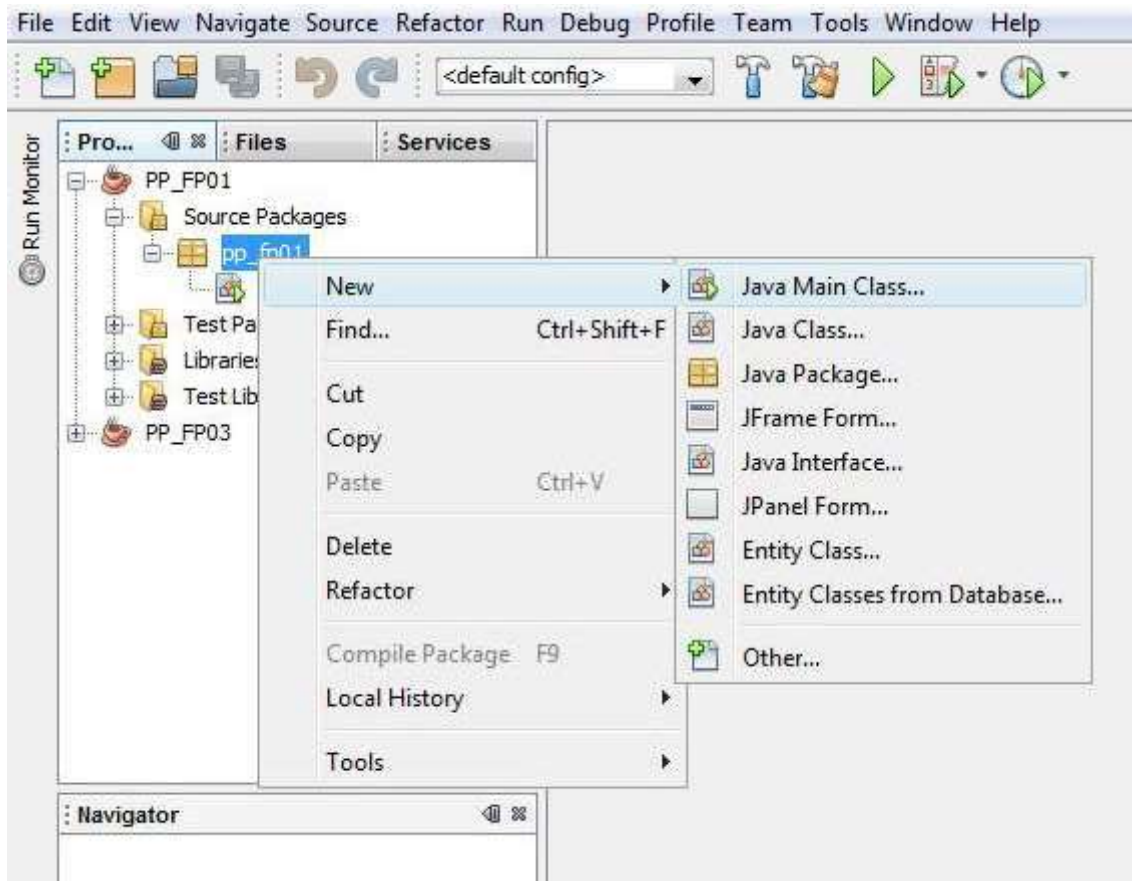 File Edit View Navigate Source Refactor Run Debug Profile Team Tools Window Help
<default config>
Run Monitor
Pro... Files Services
PP_FP01
Source Packages
pp_fp01
Test Pa
Libraries
Test Lib
PP_FP03
New
Find... Ctrl+Shift+F
Cut
Copy
Paste Ctrl+V
Delete
Refactor
Compile Package F9
Local History
Tools
Java Main Class...
Java Class...
Java Package...
JFrame Form...
Java Interface...
JPanel Form...
Entity Class...
Entity Classes from Database...
Other...
Navigator